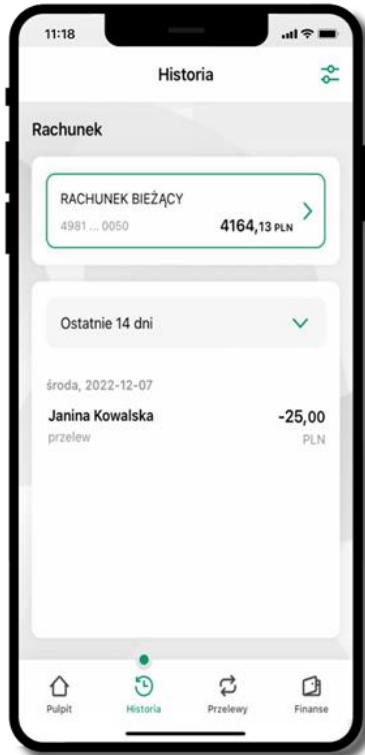 11:18
Historia
Rachunek
RACHUNEK BIEŻĄCY
4981 ... 0050
4164,13 PLN
Ostatnie 14 dni
środa, 2022-12-07
Janina Kowalska -25,00
przelew PLN
Pulpit Historia Przelewy Finanse